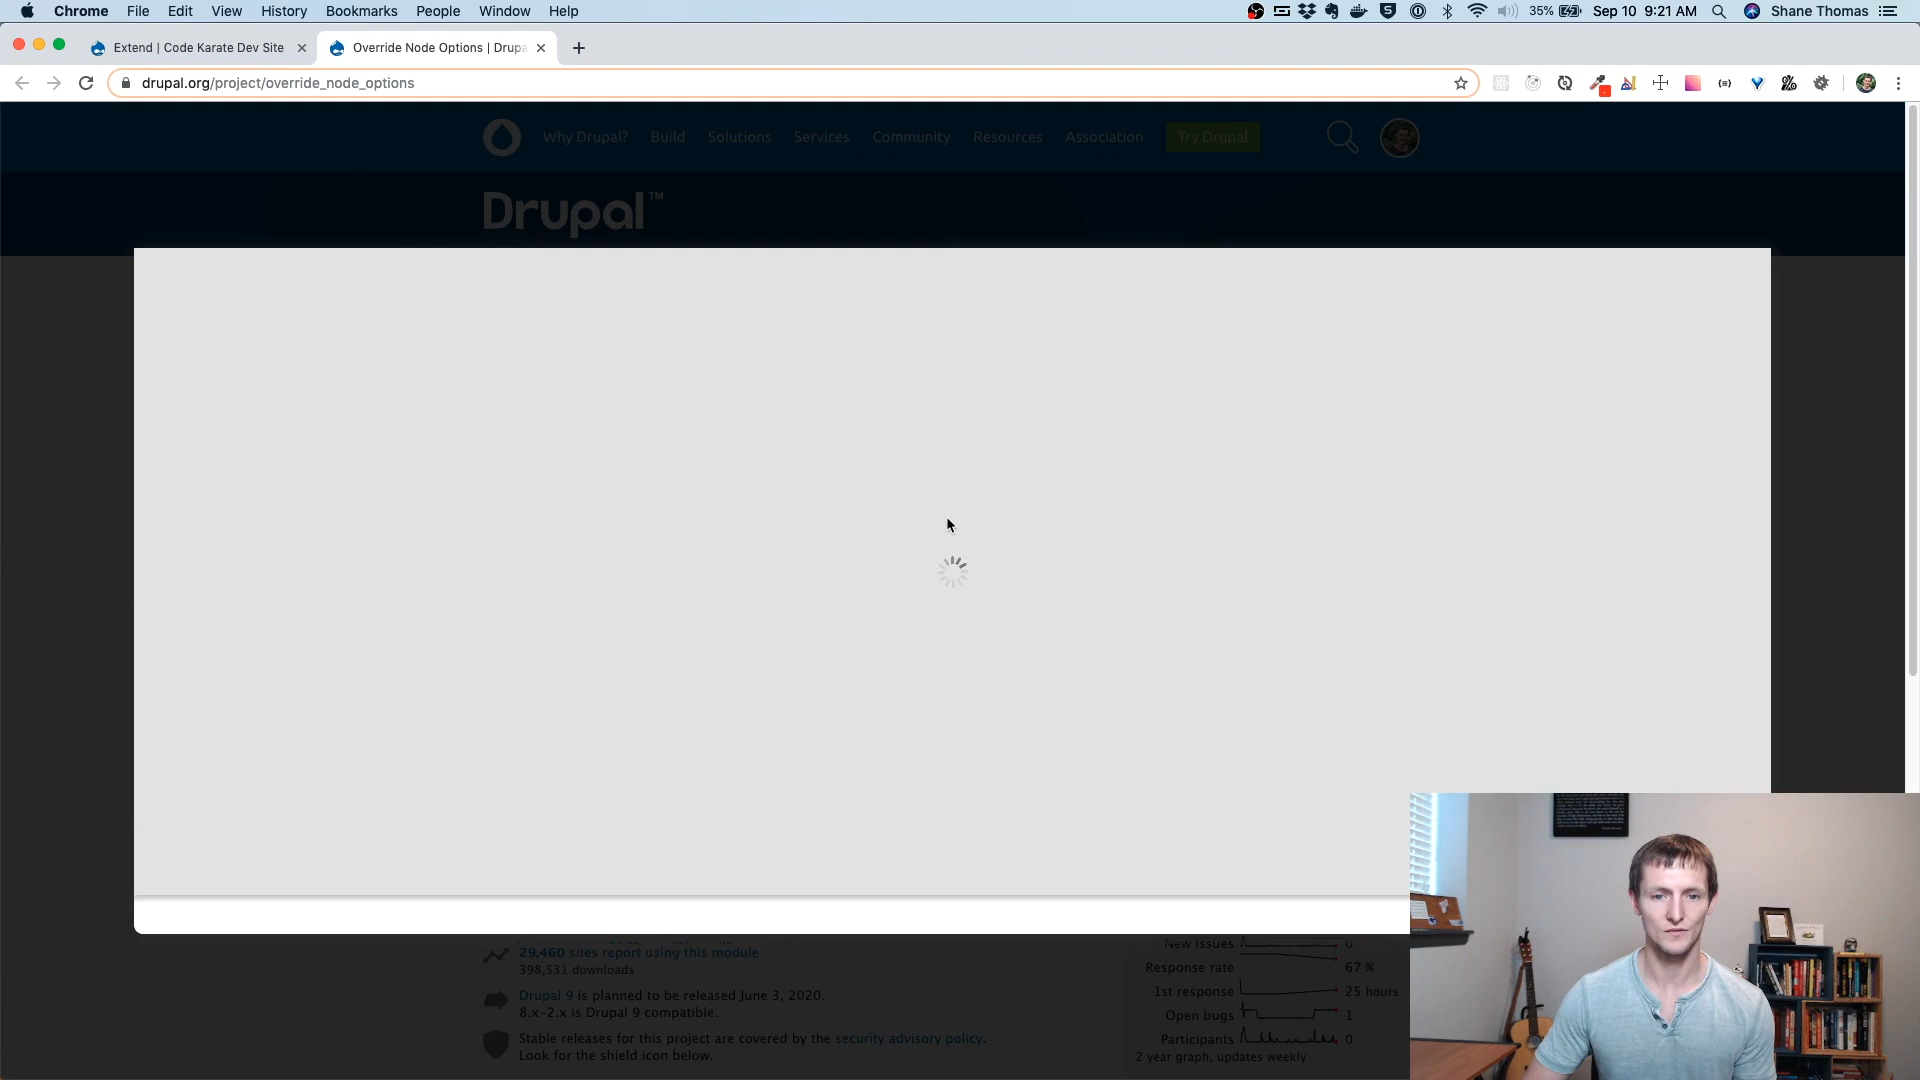 Chrome File Edit View History Bookmarks People Window Help 35% Sep 10 9:21 AM Shane Thomas
Extend | Code Karate Dev Site Override Node Options | Drupa
drupal.org/project/override_node_options
Why Drupal? Build Solutions Services Community Resources Association Try Drupal
Drupal™
29,460 sites report using this module
398,531 downloads
Drupal 9 is planned to be released June 3, 2020.
8.x-2.x is Drupal 9 compatible.
Stable releases for this project are covered by the security advisory policy.
Look for the shield icon below.
New issues 6
Response rate 67 %
1st response 25 hours
Open bugs 1
Participants 0
2 year graph, updates weekly